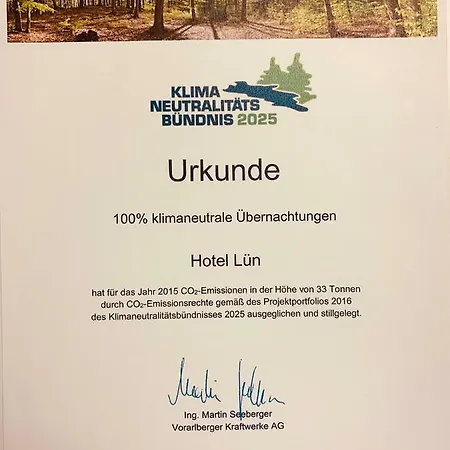 KLIMA
NEUTRALITÄTS
BÜNDNIS 2025
Urkunde
100% klimaneutrale Übernachtungen
Hotel Lün
hat für das Jahr 2015 CO₂-Emissionen in der Höhe von 33 Tonnen
durch CO₂-Emissionsrechte gemäß des Projektportfolios 2016
des Klimaneutralitätsbündnisses 2025 ausgeglichen und stillgelegt.
Ing. Martin Seeberger
Vorarlberger Kraftwerke AG